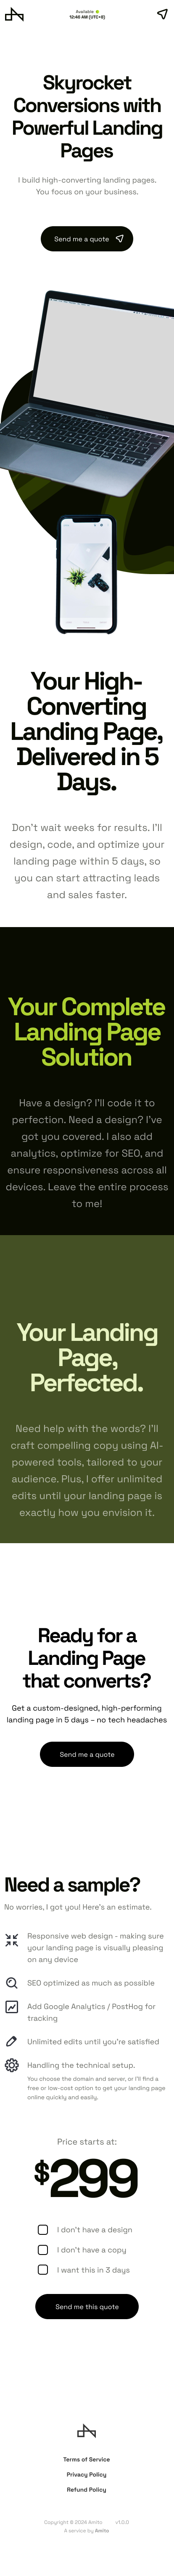 Available
12:48 AM (UTC+8)
Skyrocket
Conversions with
Powerful Landing
Pages
I build high-converting landing pages.
You focus on your business.
Send me a quote
Your High-
Converting
Landing Page,
Delivered in 5
Days.
Don't wait weeks for results. I'll
design, code, and optimize your
landing page within 5 days, so
you can start attracting leads
and sales faster.
Your Complete
Landing Page
Solution
Have a design? I'll code it to
perfection. Need a design? I've
got you covered. I also add
analytics, optimize for SEO, and
ensure responsiveness across all
devices. Leave the entire process
to me!
Your Landing
Page,
Perfected.
Need help with the words? I'll
craft compelling copy using AI-
powered tools, tailored to your
audience. Plus, I offer unlimited
edits until your landing page is
exactly how you envision it.
Ready for a
Landing Page
that converts?
Get a custom-designed, high-performing
landing page in 5 days – no tech headaches
Send me a quote
Need a sample?
No worries, I got you! Here's an estimate.
Responsive web design - making sure
your landing page is visually pleasing
on any device
SEO optimized as much as possible
Add Google Analytics / PostHog for
tracking
Unlimited edits until you're satisfied
Handling the technical setup.
You choose the domain and server, or I'll find a
free or low-cost option to get your landing page
online quickly and easily.
Price starts at:
$299
I don't have a design
I don't have a copy
I want this in 3 days
Send me this quote
Terms of Service
Privacy Policy
Refund Policy
Copyright © 2024 Amito v1.0.0
A service by Amito